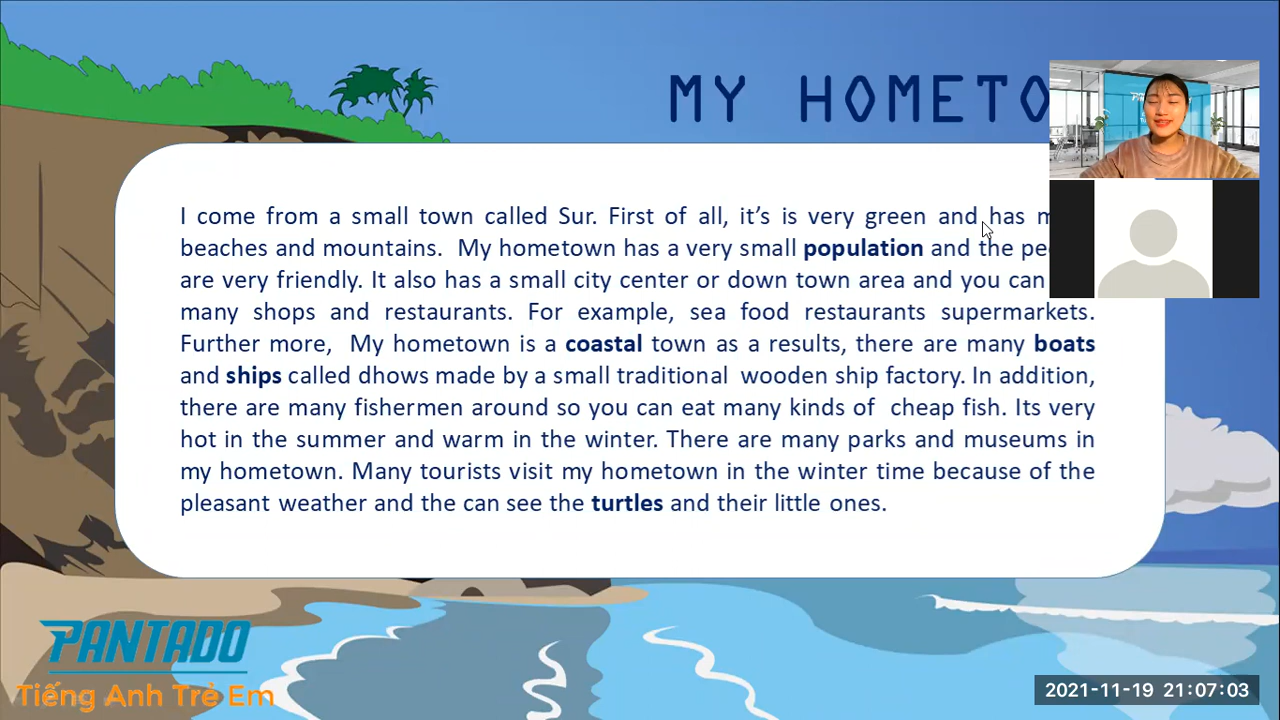 MY HOMETO
I come from a small town called Sur. First of all, it’s is very green and has
beaches and mountains. My hometown has a very small population and the
are very friendly. It also has a small city center or down town area and you can
many shops and restaurants. For example, sea food restaurants supermarkets.
Further more, My hometown is a coastal town as a results, there are many boats
and ships called dhows made by a small traditional wooden ship factory. In addition,
there are many fishermen around so you can eat many kinds of cheap fish. Its very
hot in the summer and warm in the winter. There are many parks and museums in
my hometown. Many tourists visit my hometown in the winter time because of the
pleasant weather and the can see the turtles and their little ones.
PANTADO
Tiếng Anh Trẻ Em
2021-11-19 21:07:03